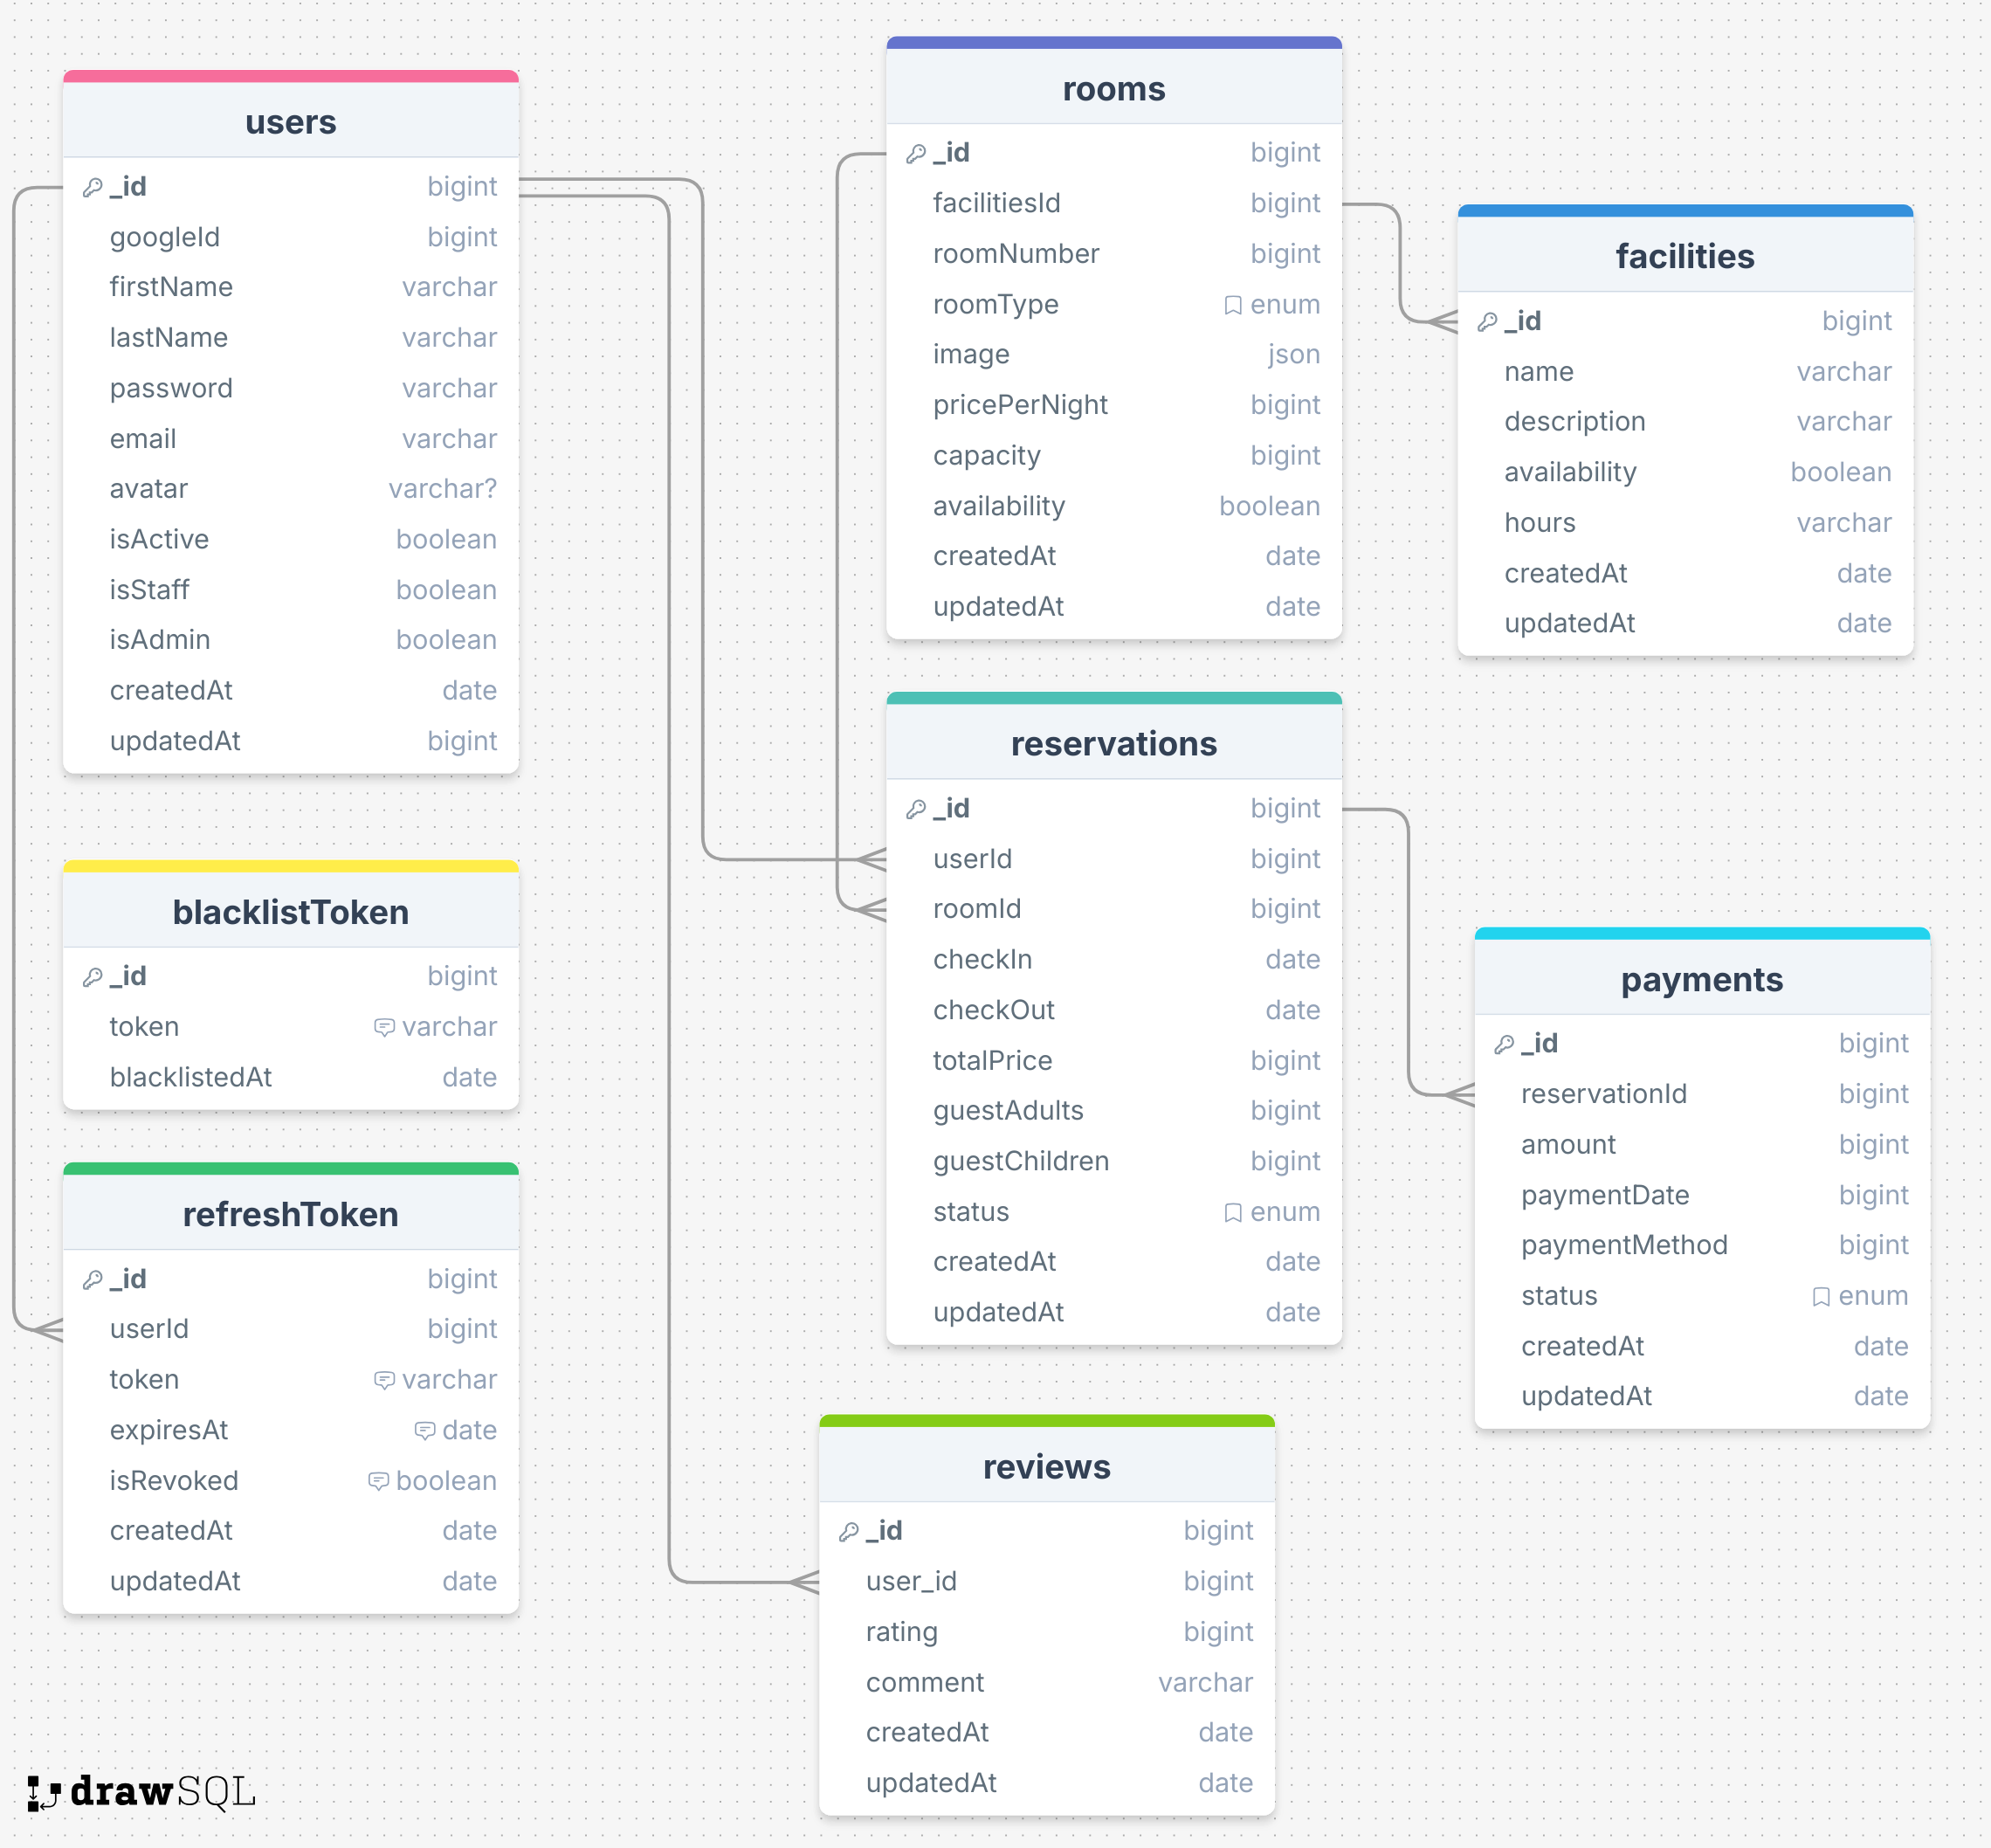 users
_id bigint
googleId bigint
firstName varchar
lastName varchar
password varchar
email varchar
avatar varchar?
isActive boolean
isStaff boolean
isAdmin boolean
createdAt date
updatedAt bigint
blacklistToken
_id bigint
token varchar
blacklistedAt date
refreshToken
_id bigint
userId bigint
token varchar
expiresAt date
isRevoked boolean
createdAt date
updatedAt date
rooms
_id bigint
facilitiesId bigint
roomNumber bigint
roomType enum
image json
pricePerNight bigint
capacity bigint
availability boolean
createdAt date
updatedAt date
reservations
_id bigint
userId bigint
roomId bigint
checkIn date
checkOut date
totalPrice bigint
guestAdults bigint
guestChildren bigint
status enum
createdAt date
updatedAt date
reviews
_id bigint
user_id bigint
rating bigint
comment varchar
createdAt date
updatedAt date
facilities
_id bigint
name varchar
description varchar
availability boolean
hours varchar
createdAt date
updatedAt date
payments
_id bigint
reservationId bigint
amount bigint
paymentDate bigint
paymentMethod bigint
status enum
createdAt date
updatedAt date
drawSQL